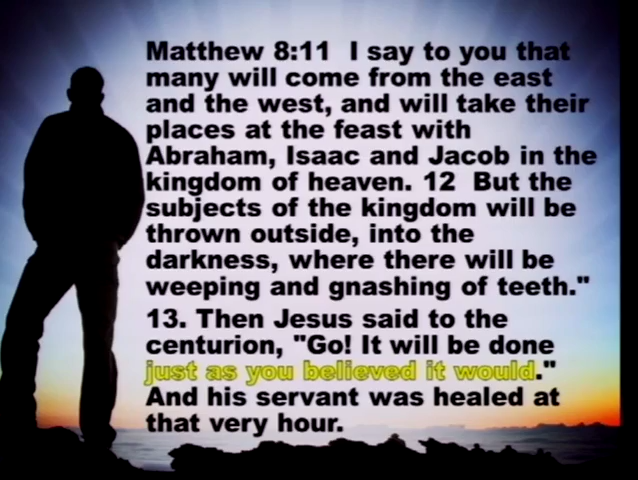 Matthew 8:11  I say to you that
many will come from the east
and the west, and will take their
places at the feast with
Abraham, Isaac and Jacob in the
kingdom of heaven. 12  But the
subjects of the kingdom will be
thrown outside, into the
darkness, where there will be
weeping and gnashing of teeth."
13. Then Jesus said to the
centurion, "Go! It will be done
just as you believed it would."
And his servant was healed at
that very hour.